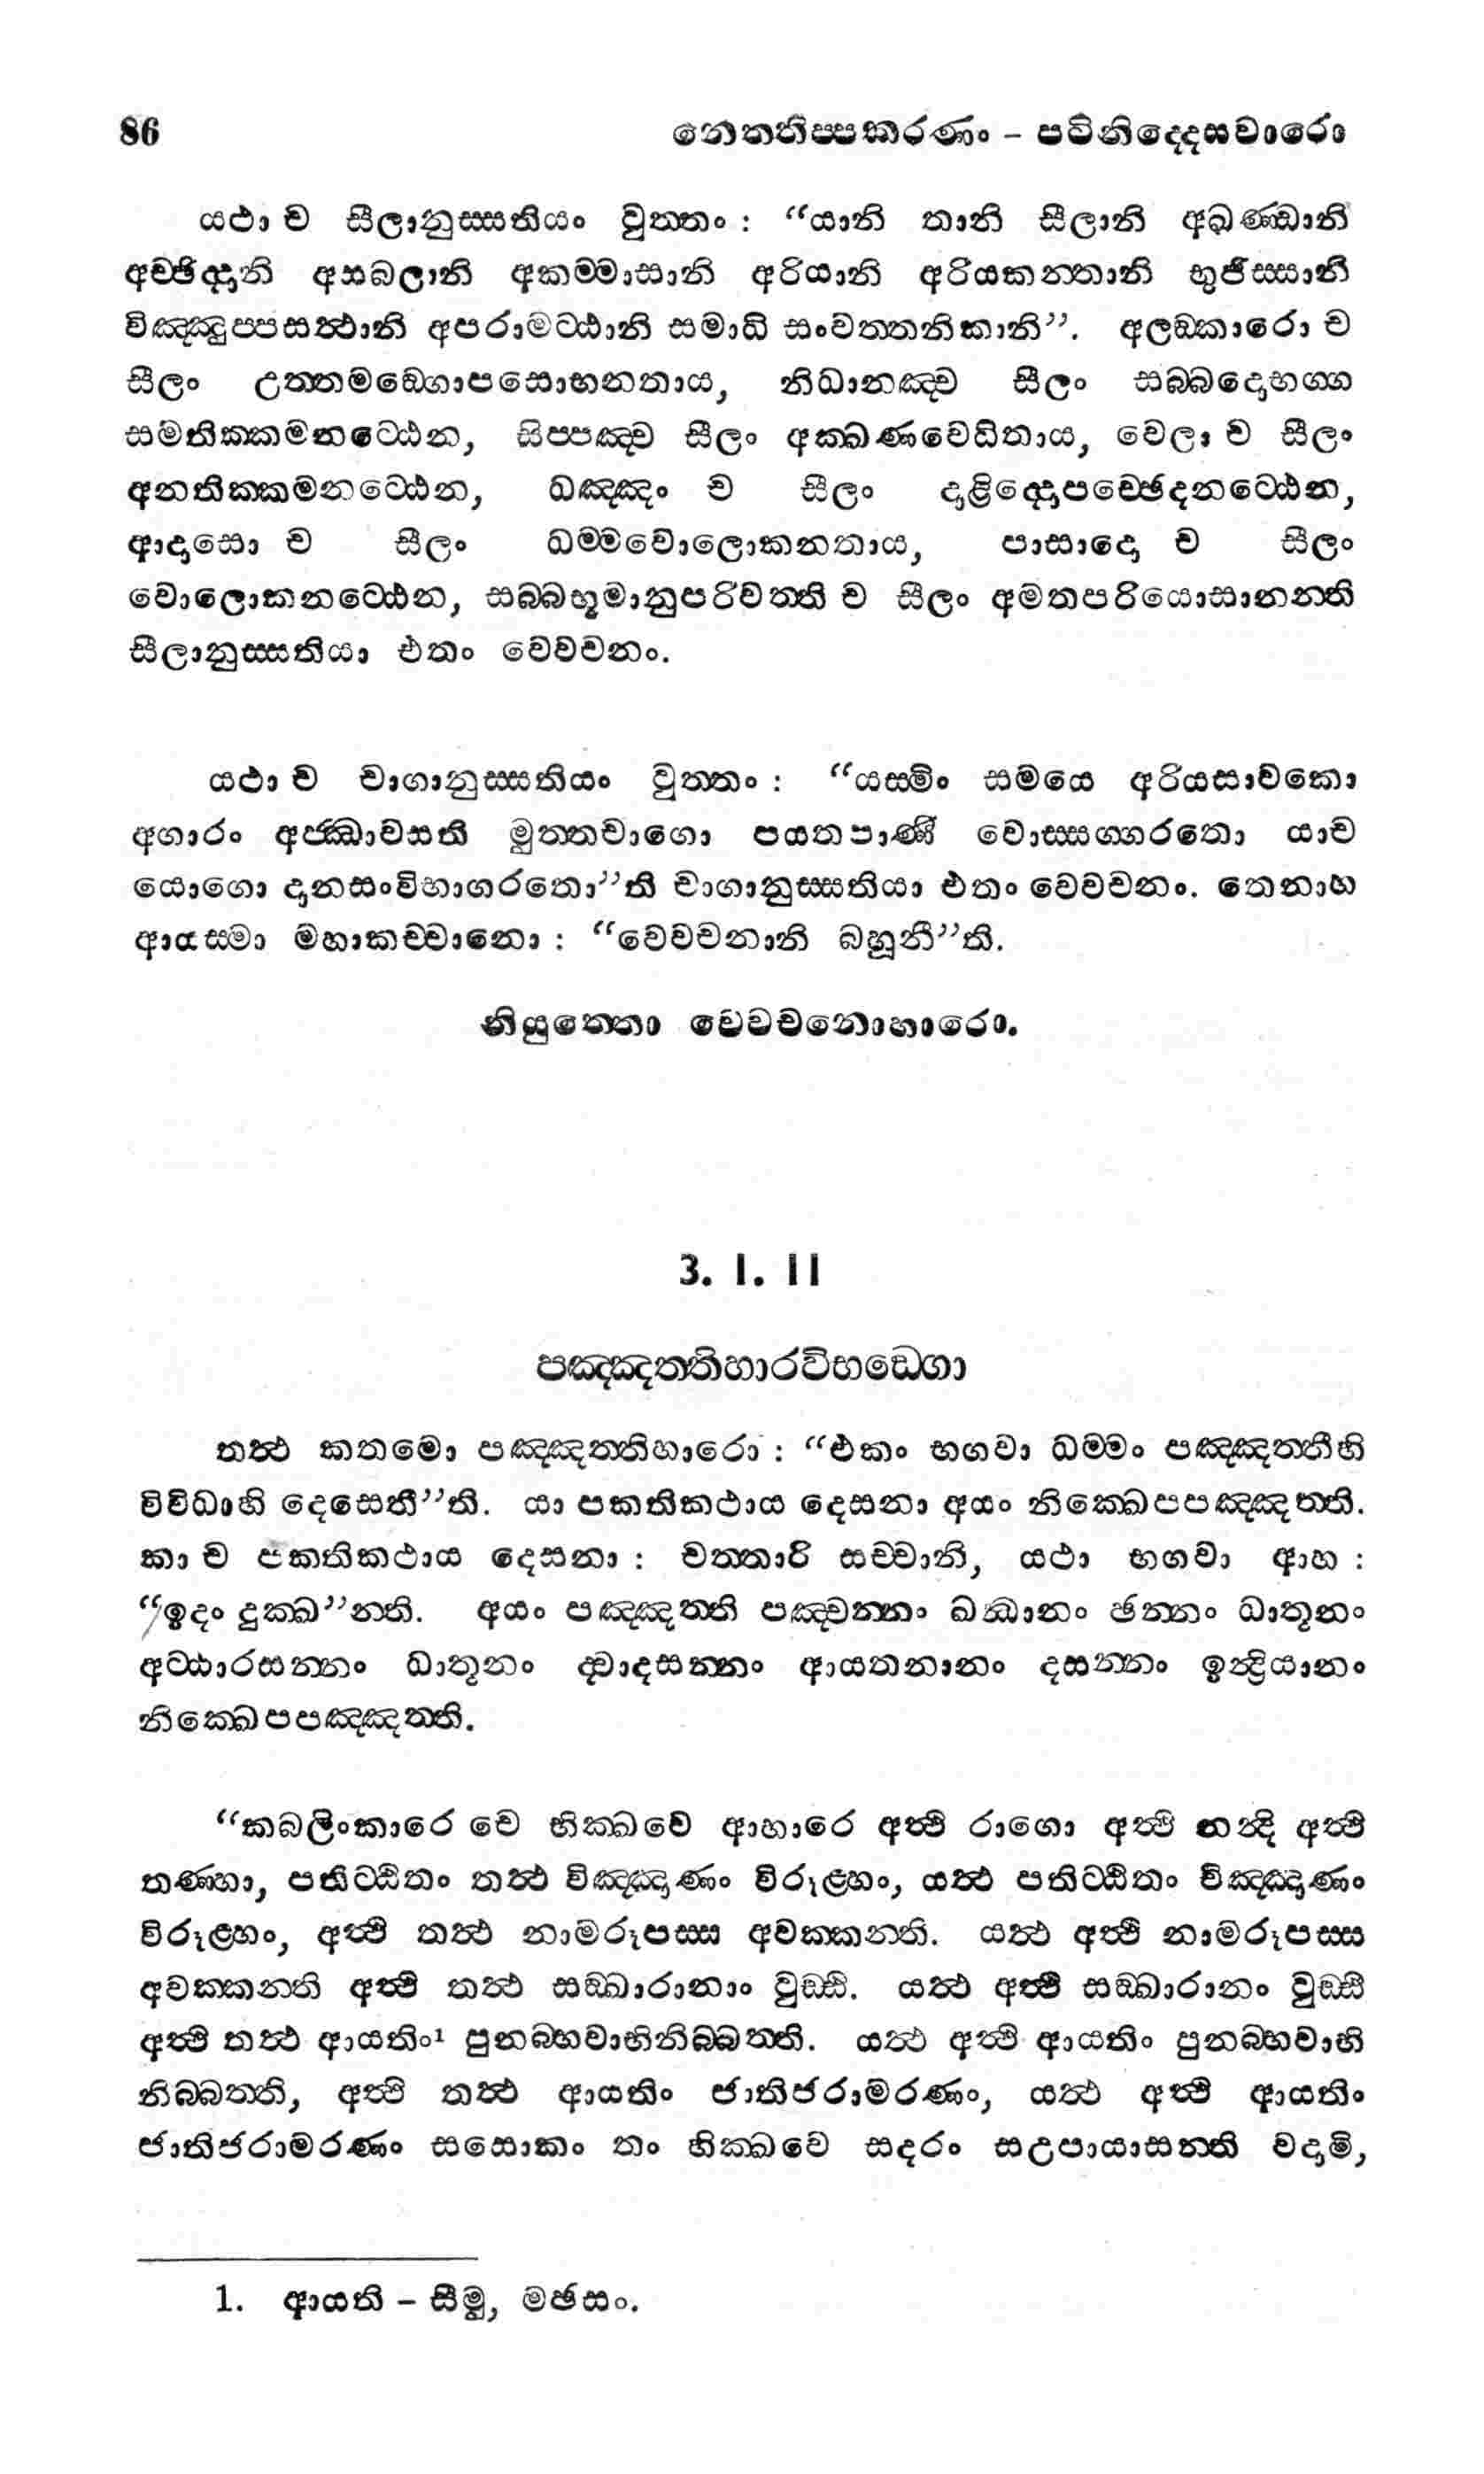 86 නෙත්තිප්පකරණං – පටිනිද්දෙසවාරො
යථා ච සීලානුස්සතියං වුත්තං : “යානි තානි සීලානි අඛණ්ඩානි
අච්ඡිද්දානි අසබලානි අකම්මාසානි අරියානි අරියකන්තානි භුජිස්සානි
විඤ්ඤුප්පසත්ථානි අපරාමට්ඨානි සමාධි සංවත්තනිකානි”. අලඞ්කාරො ච
සීලං උත්තමඞ්ගොපසොභනතාය, නිධානඤ්ච සීලං සබ්බදොභග්ග
සමතික්කමනට්ඨෙන, සිප්පඤ්ච සීලං අක්ඛණවෙධිතාය, වෙලා ච සීලං
අනතික්කමනට්ඨෙන, ධඤ්ඤං ච සීලං දාළිද්දොපච්ඡෙදනට්ඨෙන,
ආදාසො ච සීලං ධම්මවොලොකනතාය, පාසාදො ච සීලං
වොලොකනට්ඨෙන, සබ්බභූමානුපරිවත්ති ච සීලං අමතපරියොසානන්ති
සීලානුස්සතියා එතං වෙවචනං.
යථා ච චාගානුස්සතියං වුත්තං : “යස්මිං සමයෙ අරියසාවකො
අගාරං අජ්ඣාවසති මුත්තචාගො පයතපාණි වොස්සග්ගරතො යාච
යොගො දානසංවිභාගරතො”ති චාගානුස්සතියා එතං වෙවචනං. තෙනාහ
ආයස්මා මහාකච්චානො : “වෙවචනානි බහූනී”ති.
නියුත්තො වෙවචනොහාරො.
3. 1. 11
පඤ්ඤත්තිහාරවිභඞ්ගො
තත්ථ කතමො පඤ්ඤත්තිහාරො : “එකං භගවා ධම්මං පඤ්ඤත්තීහි
විවිධාහි දෙසෙතී”ති. යා පකතිකථාය දෙසනා අයං නික්ඛෙපපඤ්ඤත්ති.
කා ච පකතිකථාය දෙසනා : චත්තාරි සච්චානි, යථා භගවා ආහ :
“ඉදං දුක්ඛ”න්ති. අයං පඤ්ඤත්ති පඤ්චන්නං ඛන්ධානං ඡන්නං ධාතූනං
අට්ඨාරසන්නං ධාතූනං ද්වාදසන්නං ආයතනානං දසන්නං ඉන්ද්‍රියානං
නික්ඛෙපපඤ්ඤත්ති.
“කබලිංකාරෙ චෙ භික්ඛවෙ ආහාරෙ අත්ථි රාගො අත්ථි නන්දි අත්ථි
තණ්හා, පතිට්ඨිතං තත්ථ විඤ්ඤාණං විරූළ්හං, යත්ථ පතිට්ඨිතං විඤ්ඤාණං
විරූළ්හං, අත්ථි තත්ථ නාමරූපස්ස අවක්කන්ති. යත්ථ අත්ථි නාමරූපස්ස
අවක්කන්ති අත්ථි තත්ථ සඞ්ඛාරානාං වුඩ්ඪි. යත්ථ අත්ථි සඞ්ඛාරානං වුඩ්ඪි
අත්ථි තත්ථ ආයතිං¹ පුනබ්භවාභිනිබ්බත්ති. යත්ථ අත්ථි ආයතිං පුනබ්භවාභි
නිබ්බත්ති, අත්ථි තත්ථ ආයතිං ජාතිජරාමරණං, යත්ථ අත්ථි ආයතිං
ජාතිජරාමරණං සසොකං තං භික්ඛවෙ සදරං සඋපායාසන්ති වදාමි,
1. ආයති – සීමු, මඡසං.